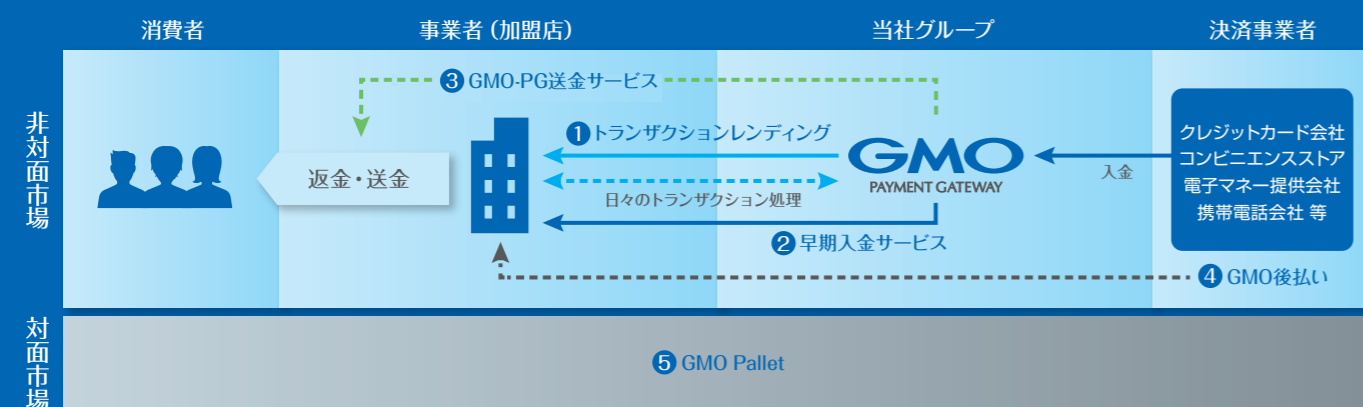 消費者
事業者（加盟店）
当社グループ
決済事業者
非対面市場
❸ GMO-PG送金サービス
❶ トランザクションレンディング
返金・送金
GMO
PAYMENT GATEWAY
日々のトランザクション処理
❷ 早期入金サービス
入金
クレジットカード会社
コンビニエンスストア
電子マネー提供会社
携帯電話会社 等
❹ GMO後払い
対面市場
❺ GMO Pallet